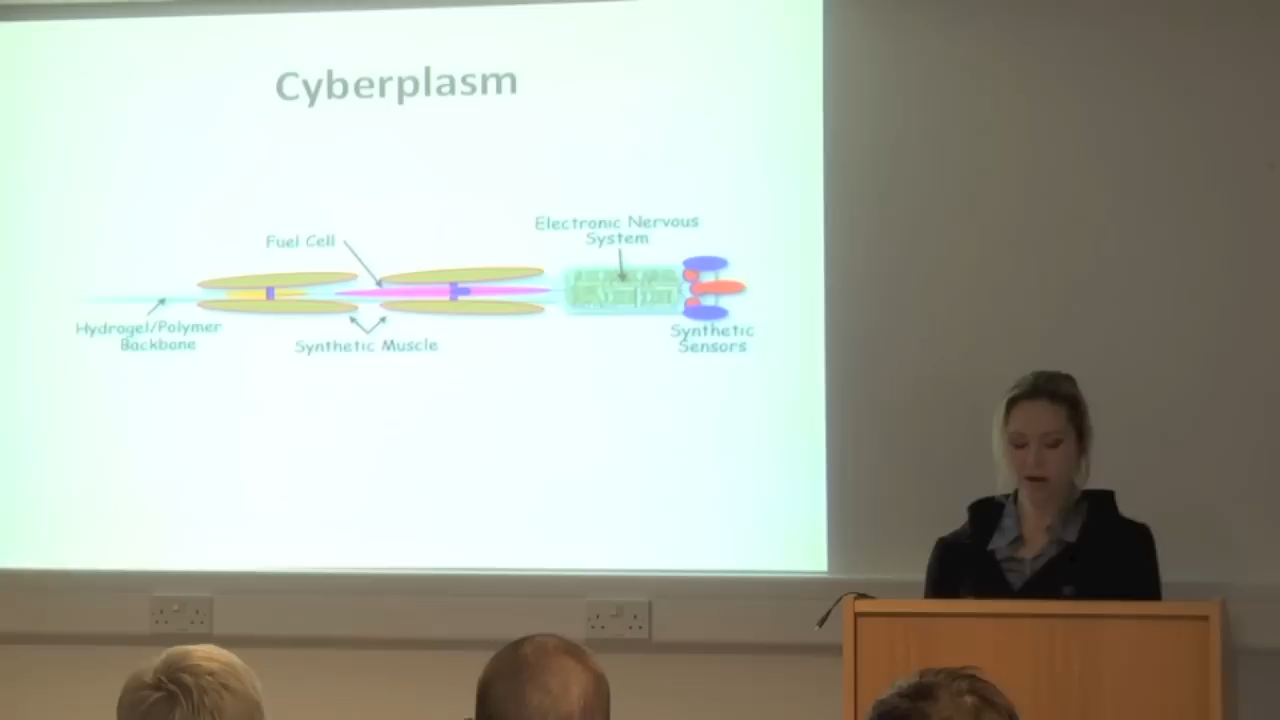 Cyberplasm
Electronic Nervous
System
Fuel Cell
Hydrogel/Polymer
Backbone
Synthetic Muscle
Synthetic
Sensors